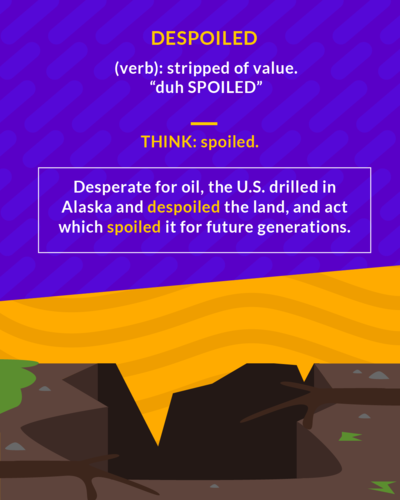 DESPOILED
(verb): stripped of value.
“duh SPOILED”
THINK: spoiled.
Desperate for oil, the U.S. drilled in
Alaska and despoiled the land, and act
which spoiled it for future generations.